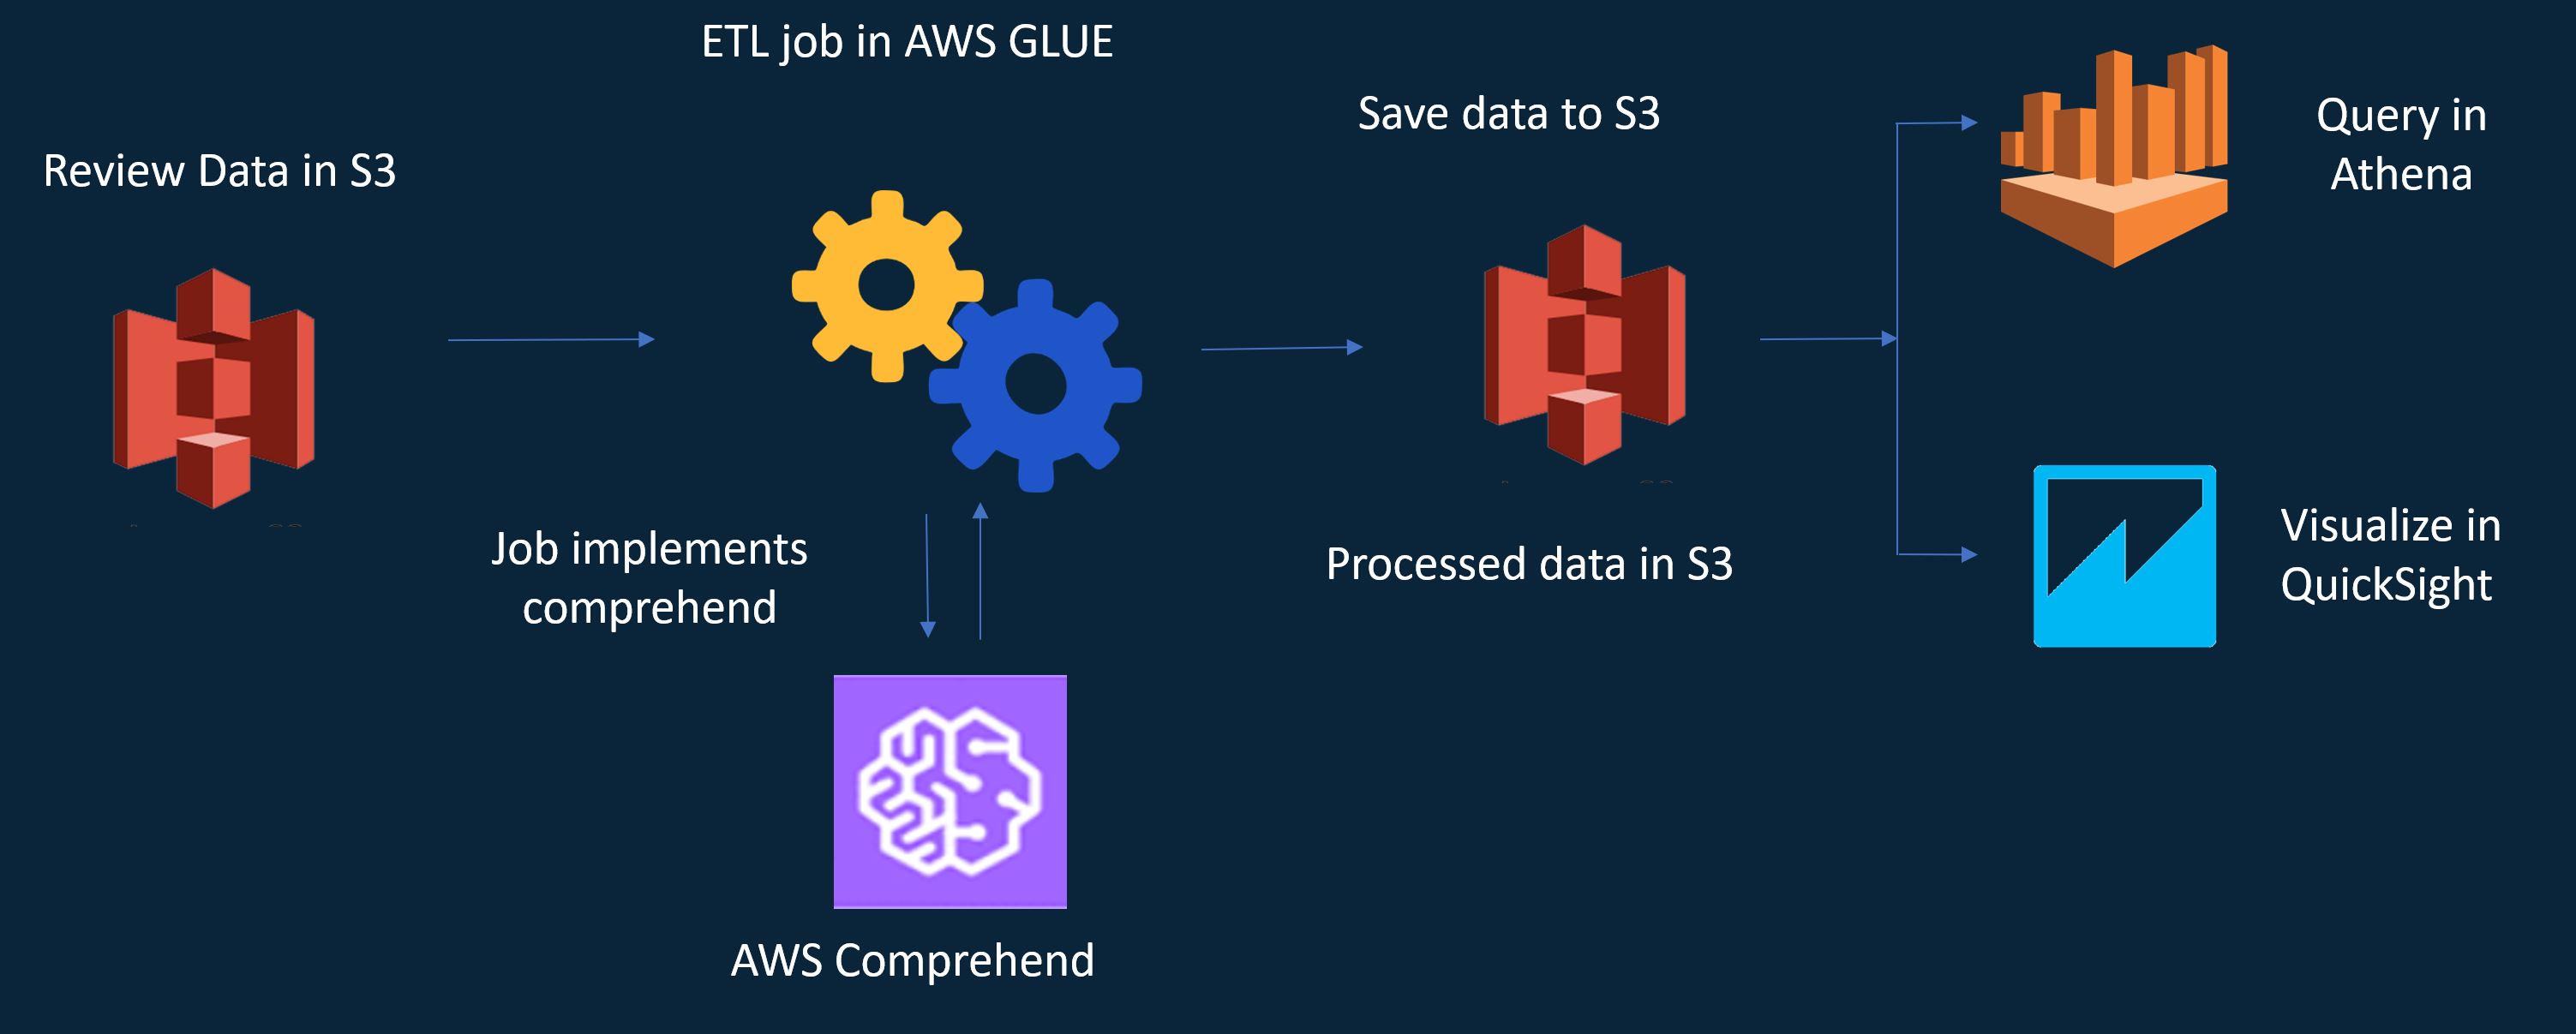 ETL job in AWS GLUE
Review Data in S3
Save data to S3
Query in
Athena
Job implements
comprehend
Processed data in S3
Visualize in
QuickSight
AWS Comprehend